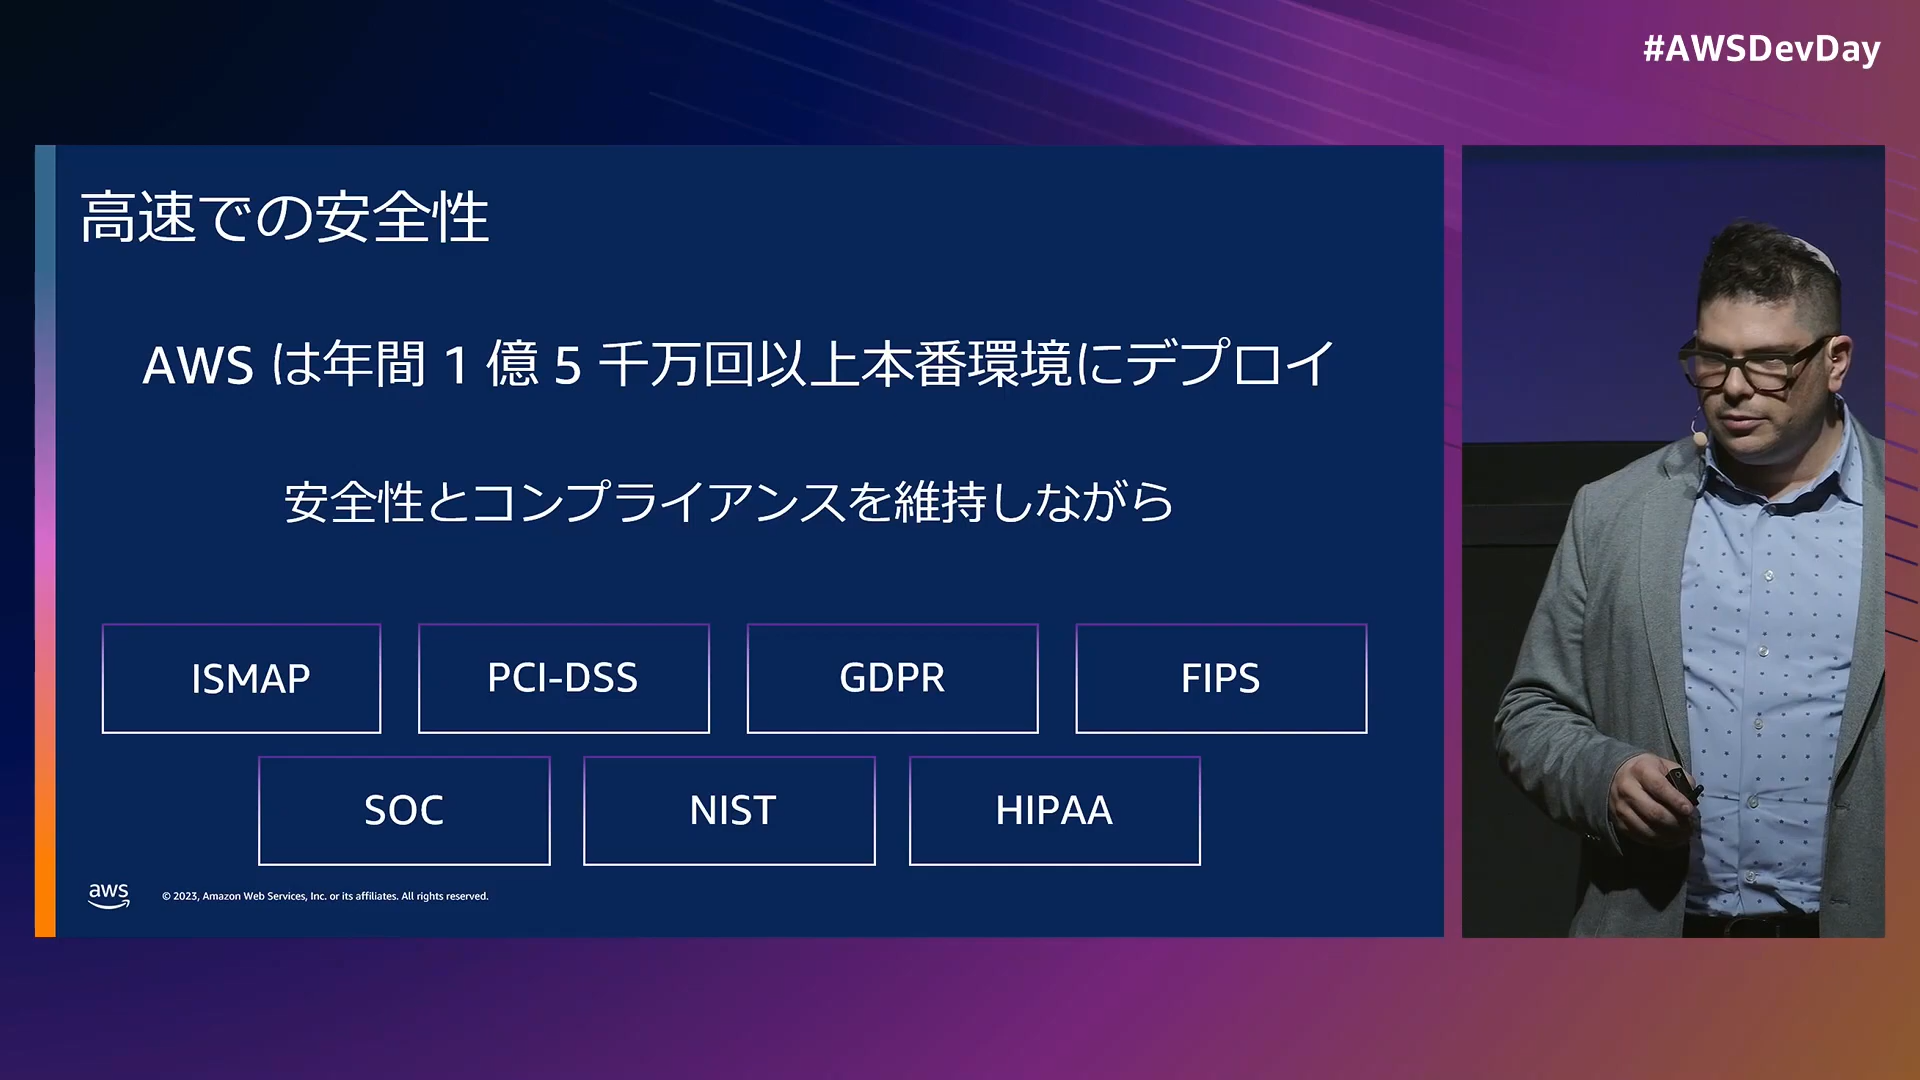 #AWSDevDay
高速での安全性
AWS は年間 1 億 5 千万回以上本番環境にデプロイ
安全性とコンプライアンスを維持しながら
ISMAP
PCI-DSS
GDPR
FIPS
SOC
NIST
HIPAA
aws
© 2023, Amazon Web Services, Inc. or its affiliates. All rights reserved.